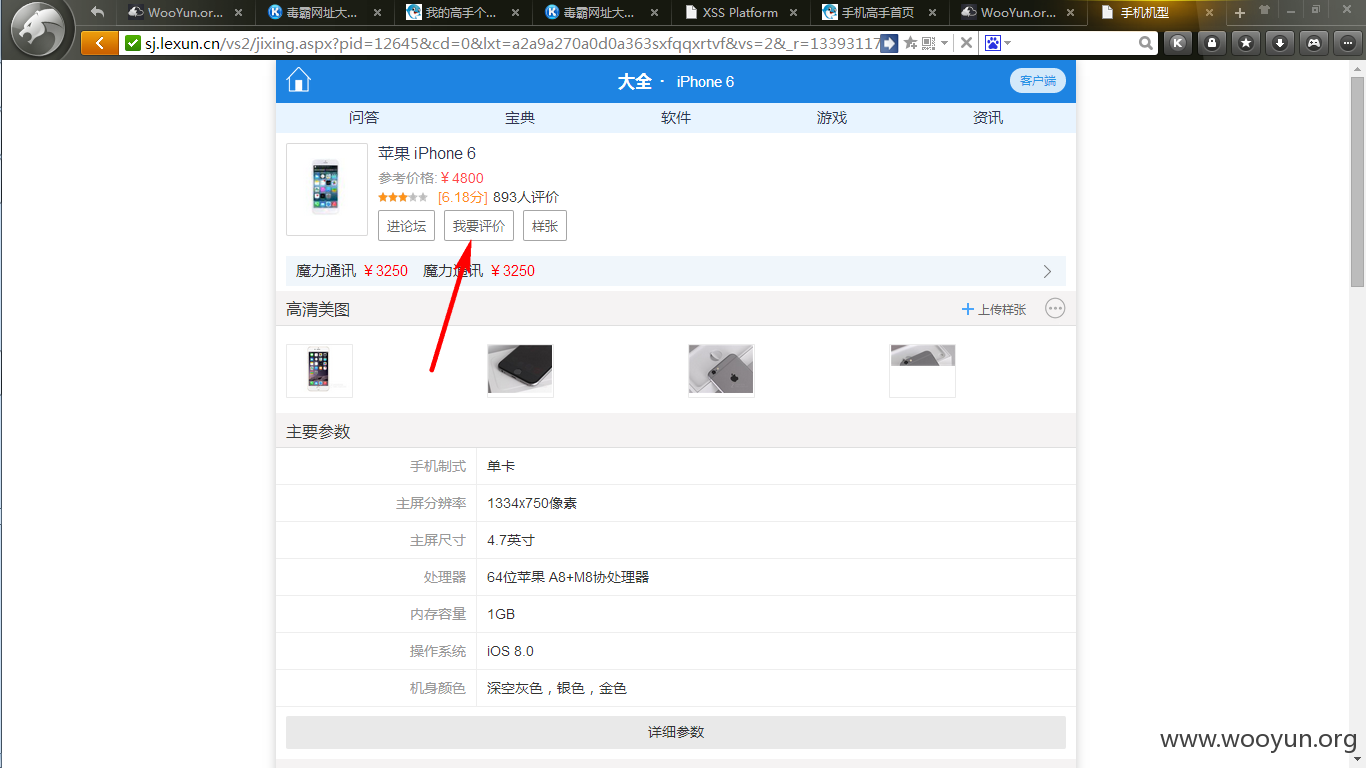 WooYun.or... × 毒霸网址大... × 我的高手个... × 毒霸网址大... × XSS Platform × 手机高手首页 × WooYun.or... × 手机机型 ×
sj.lexun.cn/vs2/jixing.aspx?pid=12645&cd=0&lxt=a2a9a270a0d0a363sxfqqxrtvf&vs=2&_r=13393117
大全 · iPhone 6 客户端
问答 宝典 软件 游戏 资讯
苹果 iPhone 6
参考价格:¥4800
[6.18分] 893人评价
进论坛 我要评价 样张
魔力通讯 ¥3250 魔力通讯 ¥3250
高清美图 + 上传样张
主要参数
手机制式 单卡
主屏分辨率 1334x750像素
主屏尺寸 4.7英寸
处理器 64位苹果 A8+M8协处理器
内存容量 1GB
操作系统 iOS 8.0
机身颜色 深空灰色，银色，金色
详细参数
www.wooyun.org